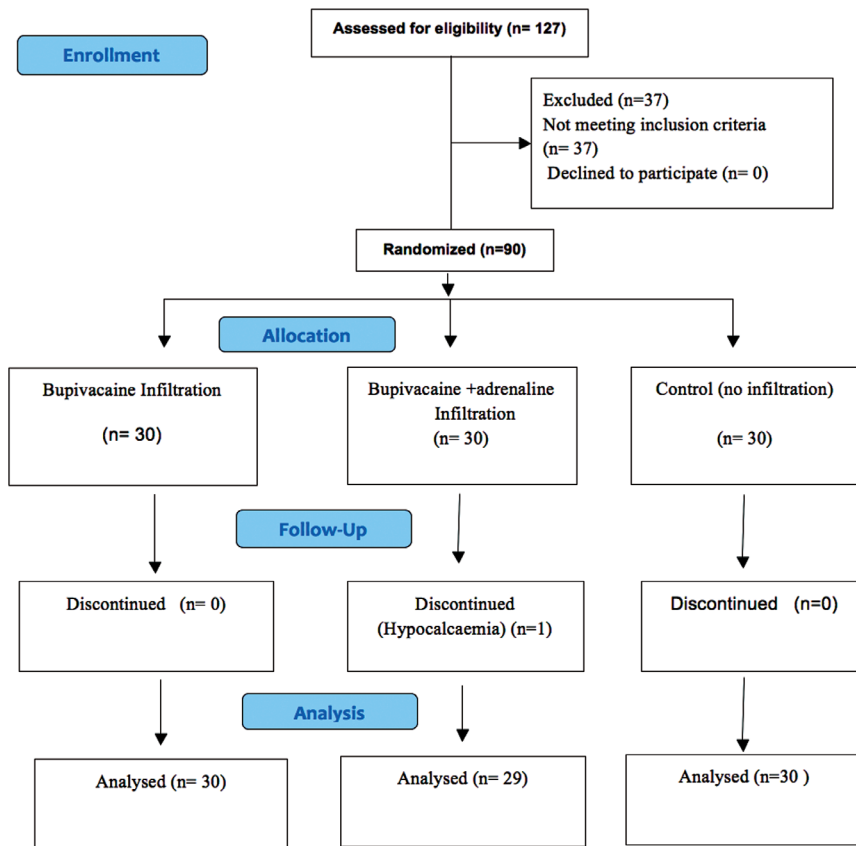 Assessed for eligibility (n= 127)
Enrollment
Excluded (n=37)
Not meeting inclusion criteria
(n= 37)
Declined to participate (n= 0)
Randomized (n=90)
Allocation
Bupivacaine Infiltration
(n= 30)
Bupivacaine +adrenaline
Infiltration
(n= 30)
Control (no infiltration)
(n= 30)
Follow-Up
Discontinued (n= 0)
Discontinued
(Hypocalcaemia) (n=1)
Discontinued (n=0)
Analysis
Analysed (n= 30)
Analysed (n= 29)
Analysed (n=30 )